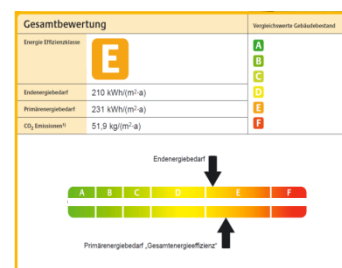 Gesamtbewertung
Vergleichswerte Gebäudebestand
Energie Effizienzklasse
E
A
B
C
D
E
F
Endenergiebedarf 210 kWh/(m²·a)
Primärenergiebedarf 231 kWh/(m²·a)
CO₂ Emissionen¹⁾ 51,9 kg/(m²·a)
Endenergiebedarf
A B C D E F
Primärenergiebedarf „Gesamtenergieeffizienz"